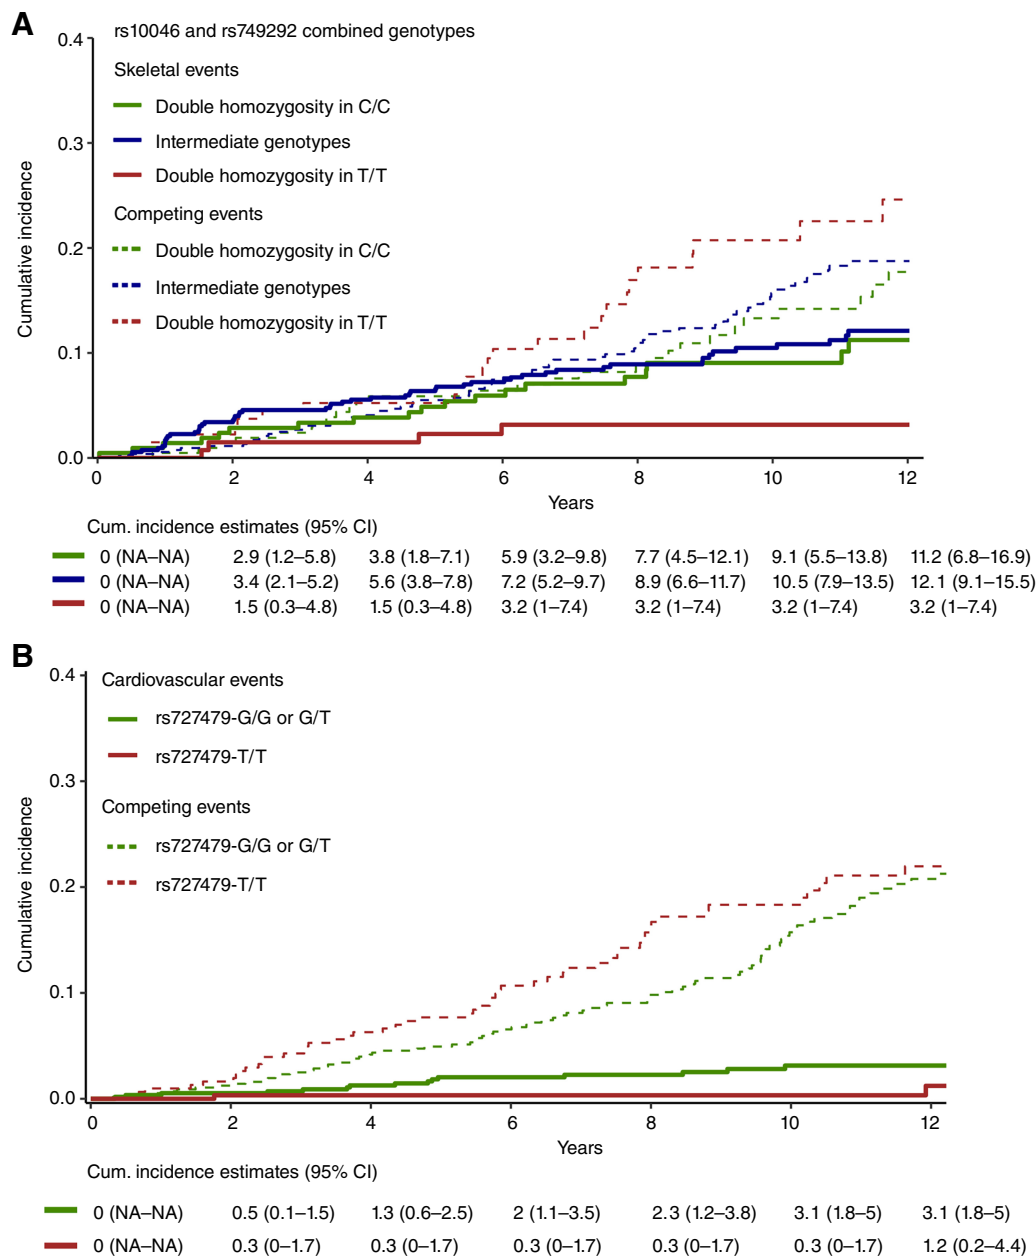 A
rs10046 and rs749292 combined genotypes
Skeletal events
Double homozygosity in C/C
Intermediate genotypes
Double homozygosity in T/T
Competing events
Double homozygosity in C/C
Intermediate genotypes
Double homozygosity in T/T
Cumulative incidence
0.4
0.3
0.2
0.1
0.0
0 2 4 6 8 10 12
Years
Cum. incidence estimates (95% CI)
0 (NA–NA) 2.9 (1.2–5.8) 3.8 (1.8–7.1) 5.9 (3.2–9.8) 7.7 (4.5–12.1) 9.1 (5.5–13.8) 11.2 (6.8–16.9)
0 (NA–NA) 3.4 (2.1–5.2) 5.6 (3.8–7.8) 7.2 (5.2–9.7) 8.9 (6.6–11.7) 10.5 (7.9–13.5) 12.1 (9.1–15.5)
0 (NA–NA) 1.5 (0.3–4.8) 1.5 (0.3–4.8) 3.2 (1–7.4) 3.2 (1–7.4) 3.2 (1–7.4) 3.2 (1–7.4)
B
Cardiovascular events
rs727479-G/G or G/T
rs727479-T/T
Competing events
rs727479-G/G or G/T
rs727479-T/T
Cumulative incidence
0.4
0.3
0.2
0.1
0.0
0 2 4 6 8 10 12
Years
Cum. incidence estimates (95% CI)
0 (NA–NA) 0.5 (0.1–1.5) 1.3 (0.6–2.5) 2 (1.1–3.5) 2.3 (1.2–3.8) 3.1 (1.8–5) 3.1 (1.8–5)
0 (NA–NA) 0.3 (0–1.7) 0.3 (0–1.7) 0.3 (0–1.7) 0.3 (0–1.7) 0.3 (0–1.7) 1.2 (0.2–4.4)